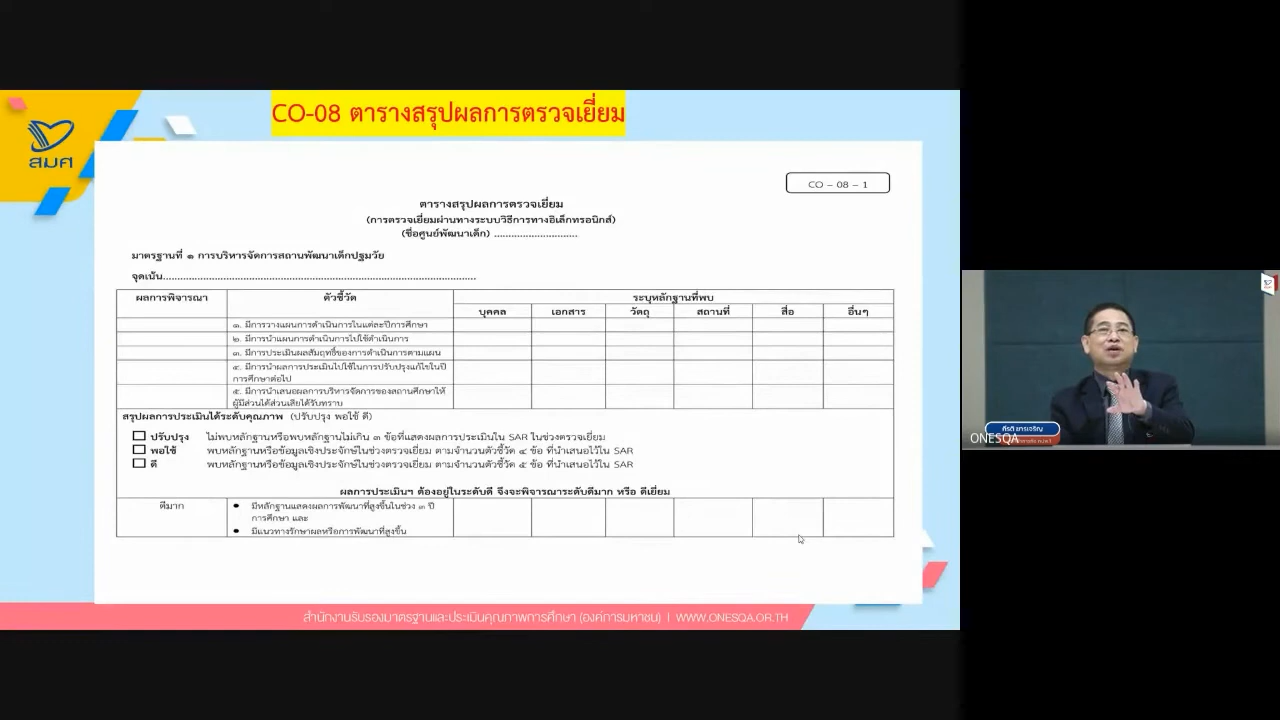 CO-08 ตารางสรุปผลการตรวจเยี่ยม
สมศ
CO – 08 – 1
ตารางสรุปผลการตรวจเยี่ยม
(การตรวจเยี่ยมผ่านทางระบบวิธีการทางอิเล็กทรอนิกส์)
(ชื่อศูนย์พัฒนาเด็ก) ............................
มาตรฐานที่ ๑ การบริหารจัดการสถานพัฒนาเด็กปฐมวัย
จุดเน้น..........................................................................................................
ผลการพิจารณา ตัวชี้วัด ระบุหลักฐานที่พบ
บุคคล เอกสาร วัตถุ สถานที่ สื่อ อื่นๆ
๑. มีการวางแผนการดำเนินการในแต่ละปีการศึกษา
๒. มีการนำแผนการดำเนินการไปใช้ดำเนินการ
๓. มีการประเมินผลสัมฤทธิ์ของการดำเนินการตามแผน
๔. มีการนำผลการประเมินไปใช้ในการปรับปรุงแก้ไขในปี
การศึกษาต่อไป
๕. มีการนำเสนอผลการบริหารจัดการของสถานศึกษาให้
ผู้มีส่วนได้ส่วนเสียได้รับทราบ
สรุปผลการประเมินได้ระดับคุณภาพ (ปรับปรุง พอใช้ ดี)
ปรับปรุง ไม่พบหลักฐานหรือพบหลักฐานไม่เกิน ๓ ข้อที่แสดงผลการประเมินใน SAR ในช่วงตรวจเยี่ยม
พอใช้ พบหลักฐานหรือข้อมูลเชิงประจักษ์ในช่วงตรวจเยี่ยม ตามจำนวนตัวชี้วัด ๔ ข้อ ที่นำเสนอไว้ใน SAR
ดี พบหลักฐานหรือข้อมูลเชิงประจักษ์ในช่วงตรวจเยี่ยม ตามจำนวนตัวชี้วัด ๕ ข้อ ที่นำเสนอไว้ใน SAR
ผลการประเมินฯ ต้องอยู่ในระดับดี จึงจะพิจารณาระดับดีมาก หรือ ดีเยี่ยม
ดีมาก • มีหลักฐานแสดงผลการพัฒนาที่สูงขึ้นในช่วง ๓ ปี
การศึกษา และ
• มีแนวทางรักษาผลหรือการพัฒนาที่สูงขึ้น
สำนักงานรับรองมาตรฐานและประเมินคุณภาพการศึกษา (องค์การมหาชน) | WWW.ONESQA.OR.TH
กีรติ ยารเจริญ
ONESQA